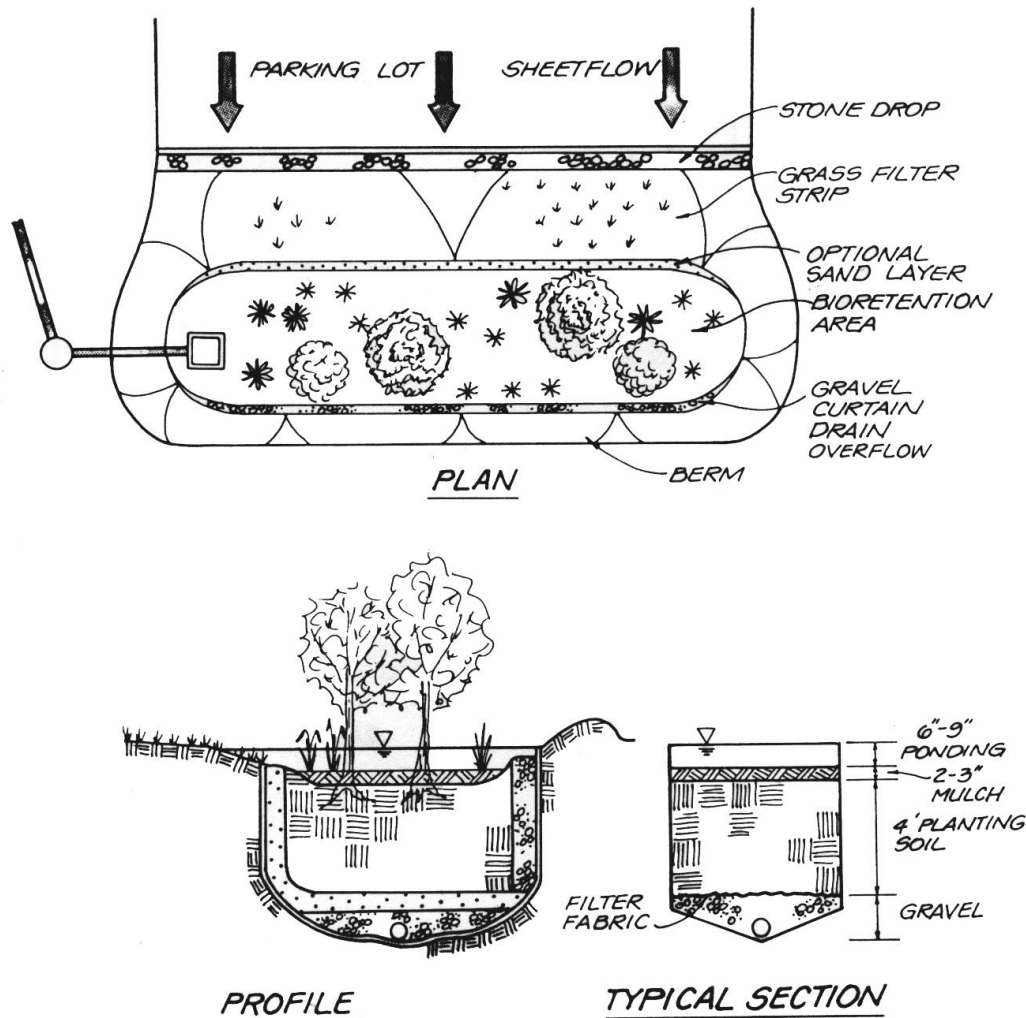 PARKING LOT SHEETFLOW
STONE DROP
GRASS FILTER
STRIP
OPTIONAL
SAND LAYER
BIORETENTION
AREA
GRAVEL
CURTAIN
DRAIN
OVERFLOW
BERM
PLAN
6"-9"
PONDING
2-3"
MULCH
4' PLANTING
SOIL
FILTER
FABRIC
GRAVEL
PROFILE
TYPICAL SECTION